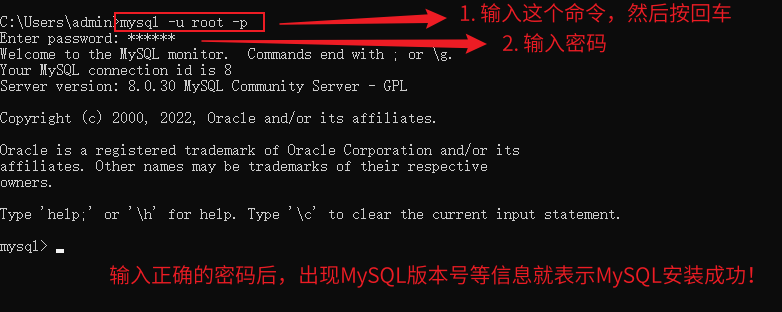 C:\Users\admin>mysql -u root -p
1. 输入这个命令，然后按回车
Enter password: ******
2. 输入密码
Welcome to the MySQL monitor.  Commands end with ; or \g.
Your MySQL connection id is 8
Server version: 8.0.30 MySQL Community Server - GPL
Copyright (c) 2000, 2022, Oracle and/or its affiliates.
Oracle is a registered trademark of Oracle Corporation and/or its
affiliates. Other names may be trademarks of their respective
owners.
Type 'help;' or '\h' for help. Type '\c' to clear the current input statement.
mysql> _
输入正确的密码后，出现MySQL版本号等信息就表示MySQL安装成功！